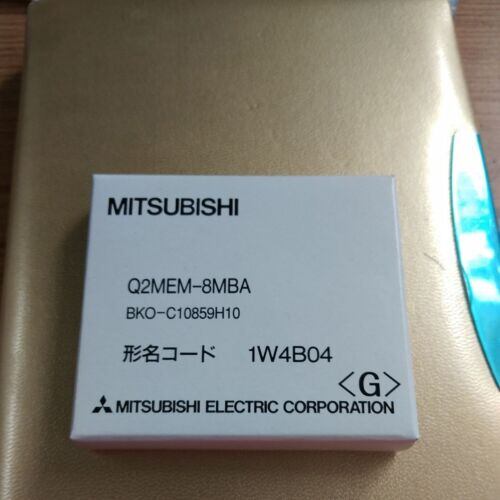 MITSUBISHI
Q2MEM-8MBA
BKO-C10859H10
形名コード 1W4B04
<G>
MITSUBISHI ELECTRIC CORPORATION